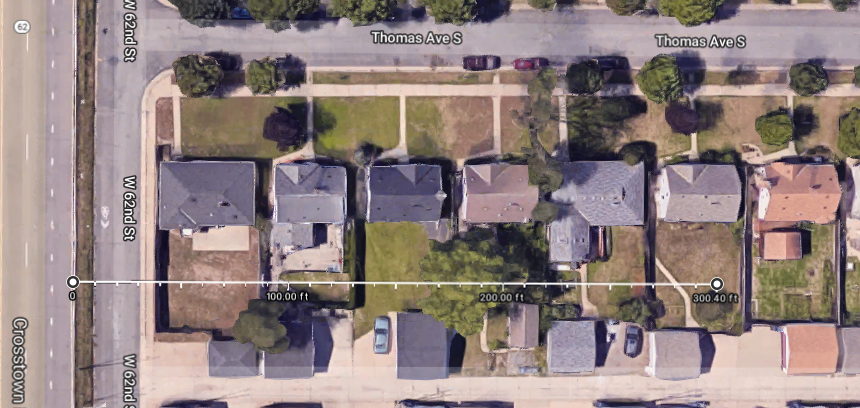 62
W 62nd St
Thomas Ave S
Thomas Ave S
W 62nd St
0
100.00 ft
200.00 ft
300.40 ft
Crosstown
W 62nd S